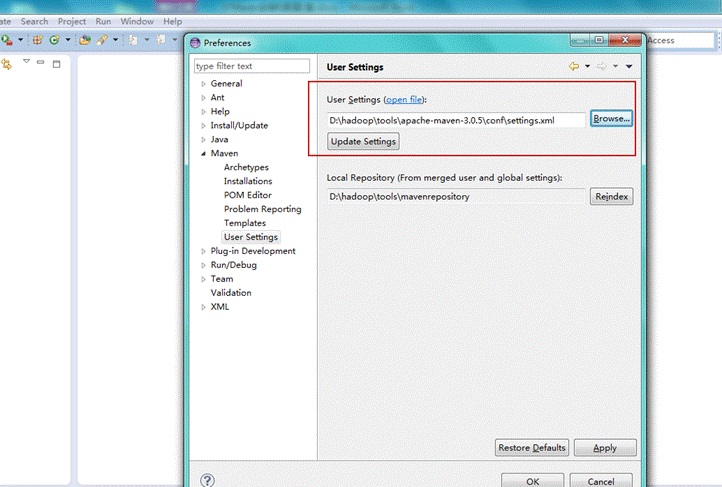 ate Search Project Run Window Help
Access
Preferences
type filter text
General
Ant
Help
Install/Update
Java
Maven
Archetypes
Installations
POM Editor
Problem Reporting
Templates
User Settings
Plug-in Development
Run/Debug
Team
Validation
XML
User Settings
User Settings (open file):
D:\hadoop\tools\apache-maven-3.0.5\conf\settings.xml
Browse...
Update Settings
Local Repository (From merged user and global settings):
D:\hadoop\tools\mavenrepository
Reindex
Restore Defaults Apply
OK Cancel